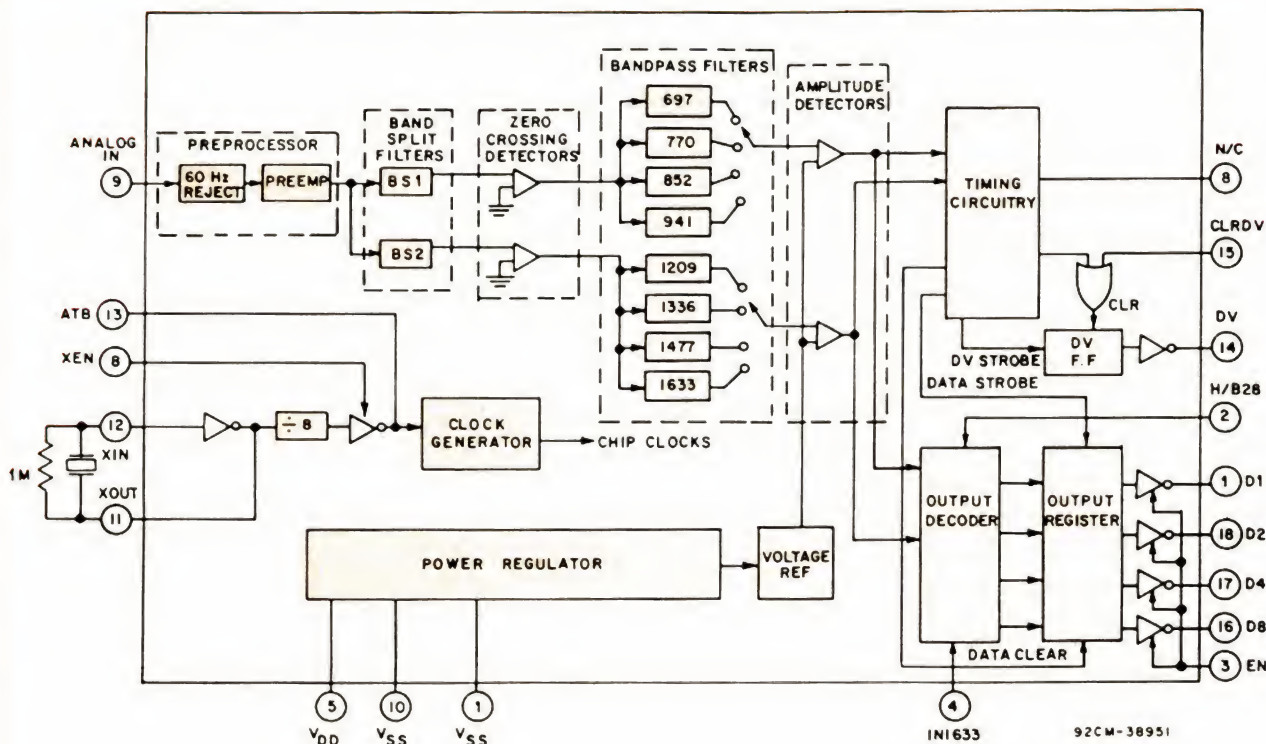 BANDPASS FILTERS
AMPLITUDE
DETECTORS
BAND
SPLIT
FILTERS
ZERO
CROSSING
DETECTORS
PREPROCESSOR
ANALOG
IN
9
60 Hz
REJECT
PREEMP
BS1
BS2
697
770
852
941
1209
1336
1477
1633
TIMING
CIRCUITRY
N/C
8
CLRDV
15
CLR
DV
14
DV
F.F
DV STROBE
DATA STROBE
H/B28
2
ATB
13
XEN
8
12
XIN
1M
XOUT
11
÷ 8
CLOCK
GENERATOR
CHIP CLOCKS
POWER REGULATOR
VOLTAGE
REF
OUTPUT
DECODER
OUTPUT
REGISTER
1 D1
18 D2
17 D4
16 D8
3 EN
DATA CLEAR
5
VDD
10
VSS
1
VSS
4
IN1633
92CM-38951